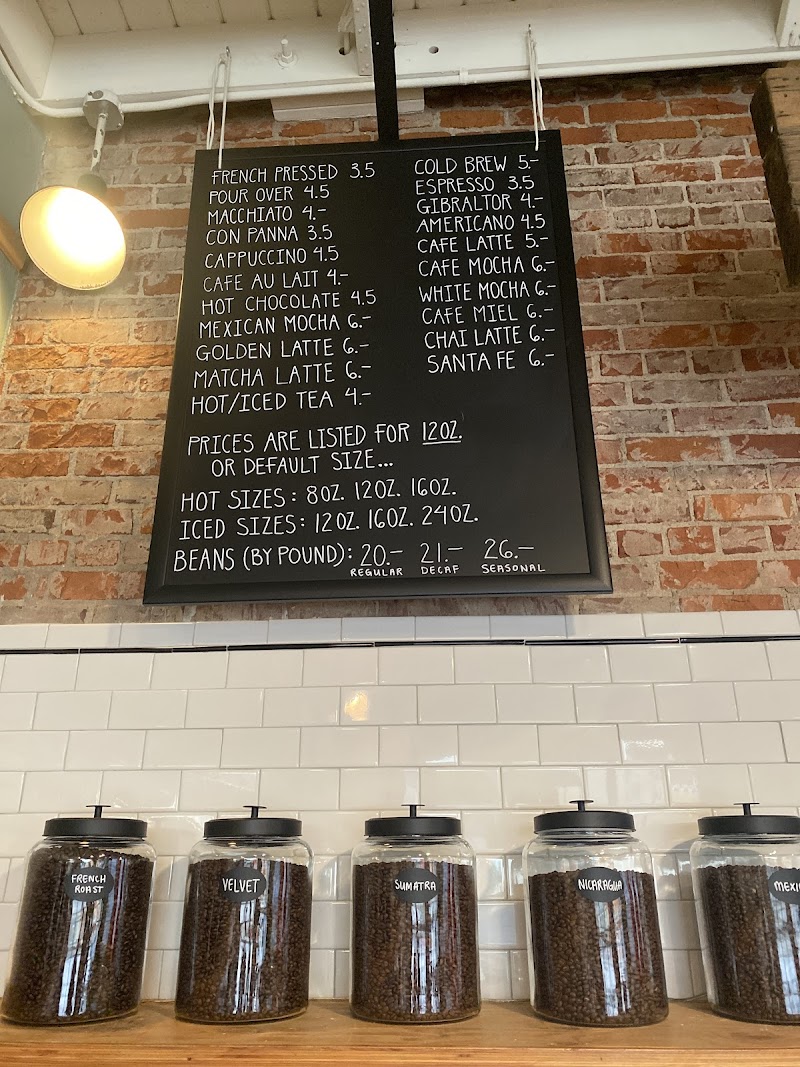 FRENCH PRESSED 3.5
POUR OVER 4.5
MACCHIATO 4.-
CON PANNA 3.5
CAPPUCCINO 4.5
CAFE AU LAIT 4.-
HOT CHOCOLATE 4.5
MEXICAN MOCHA 6.-
GOLDEN LATTE 6.-
MATCHA LATTE 6.-
HOT/ICED TEA 4.-
COLD BREW 5.-
ESPRESSO 3.5
GIBRALTOR 4.-
AMERICANO 4.5
CAFE LATTE 5.-
CAFE MOCHA 6.-
WHITE MOCHA 6.-
CAFE MIEL 6.-
CHAI LATTE 6.-
SANTA FE 6.-
PRICES ARE LISTED FOR 12OZ.
OR DEFAULT SIZE...
HOT SIZES: 8OZ. 12OZ. 16OZ.
ICED SIZES: 12OZ. 16OZ. 24OZ.
BEANS (BY POUND): 20.- 21.- 26.-
REGULAR DECAF SEASONAL
FRENCH
ROAST
VELVET
SUMATRA
NICARAGUA
MEXI